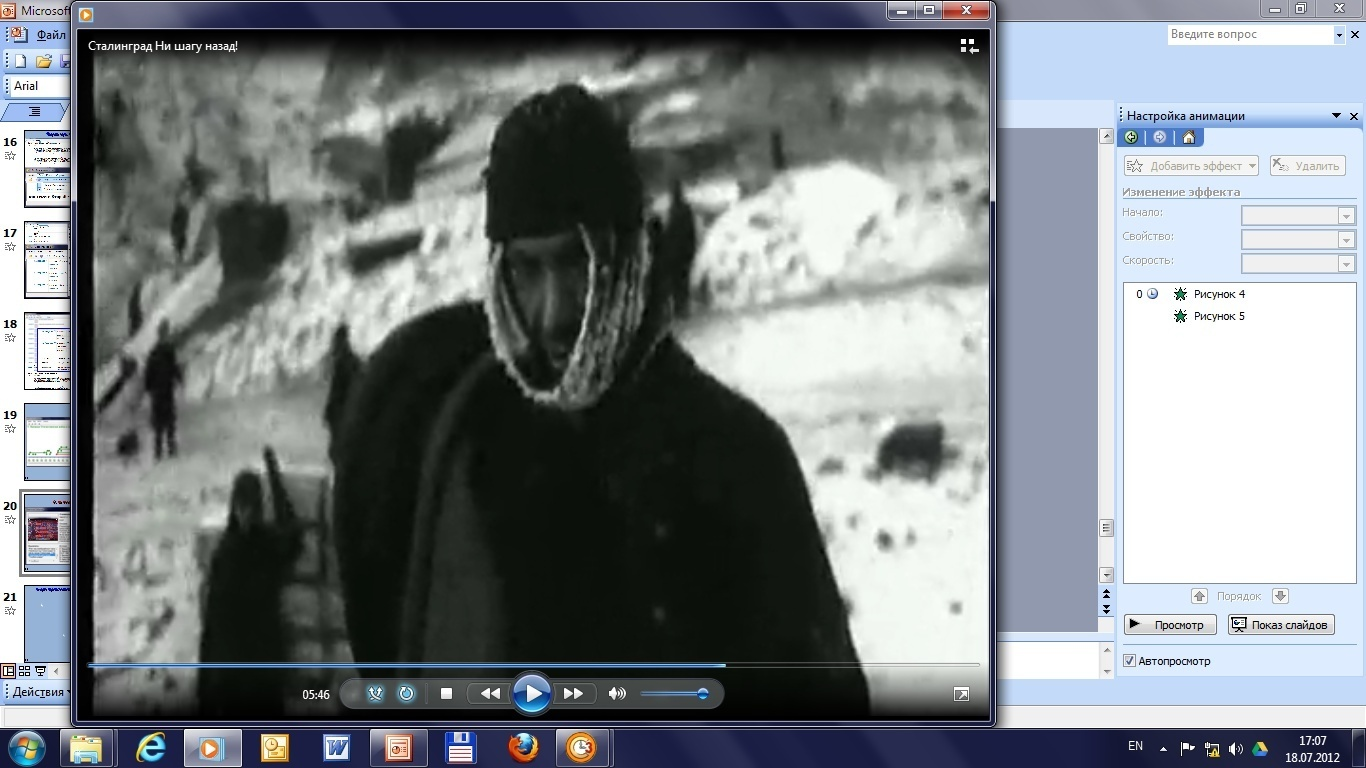 Microsof
Сталинград Ни шагу назад!
Файл
Введите вопрос
Arial
Настройка анимации
Добавить эффект
Удалить
Изменение эффекта
Начало:
Свойство:
Скорость:
0 Рисунок 4
Рисунок 5
16
17
18
19
20
21
Порядок
Просмотр
Показ слайдов
Автопросмотр
05:46
Действия
EN
17:07
18.07.2012